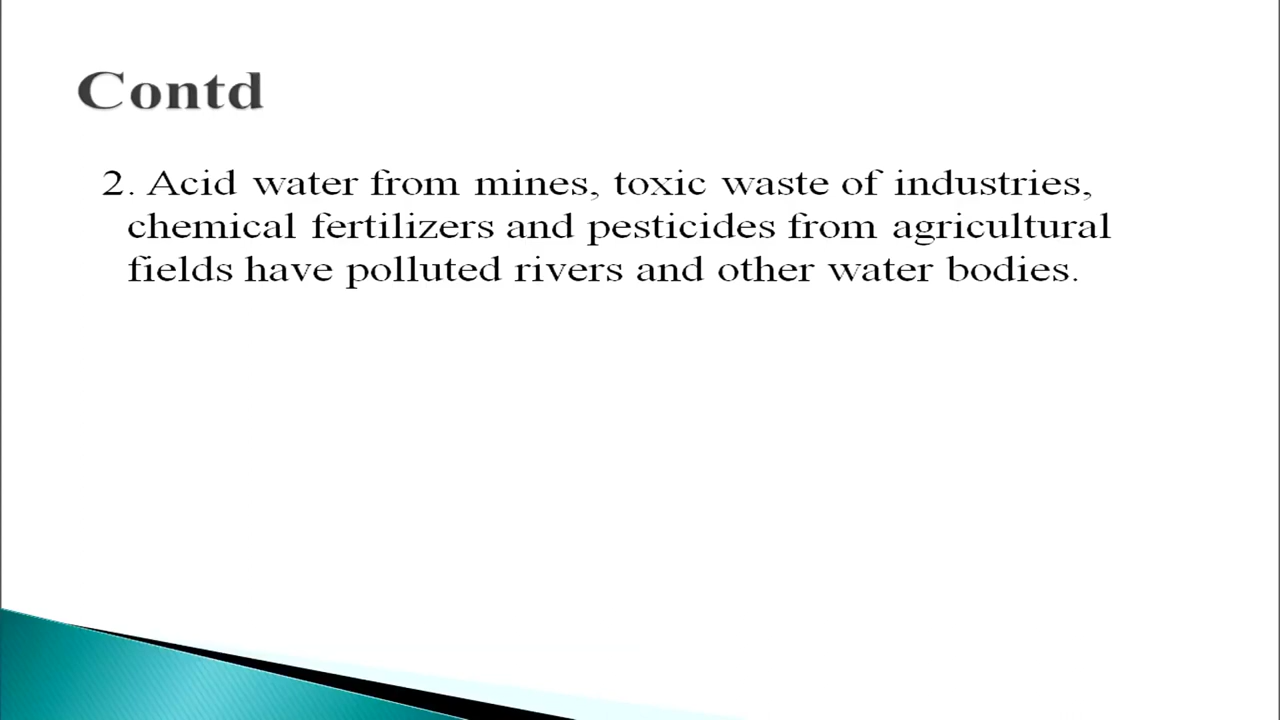 Contd
2. Acid water from mines, toxic waste of industries,
chemical fertilizers and pesticides from agricultural
fields have polluted rivers and other water bodies.